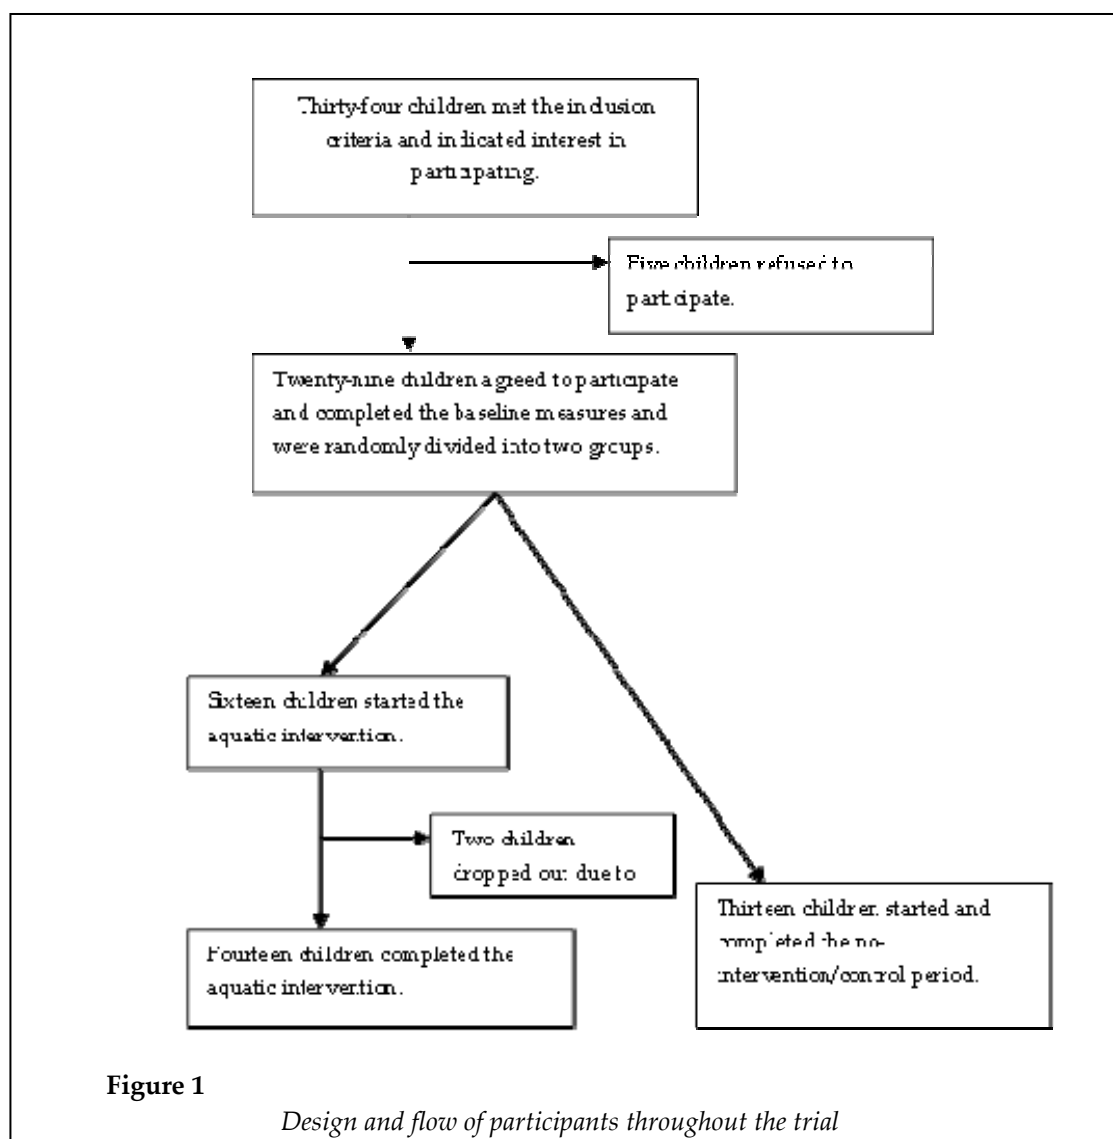 Thirty-four children met the inclusion
criteria and indicated interest in
participating.
Five children refused to
participate.
Twenty-nine children agreed to participate
and completed the baseline measures and
were randomly divided into two groups.
Sixteen children started the
aquatic intervention.
Two children
dropped out due to
Thirteen children started and
completed the no-
intervention/control period.
Fourteen children completed the
aquatic intervention.
Figure 1
Design and flow of participants throughout the trial